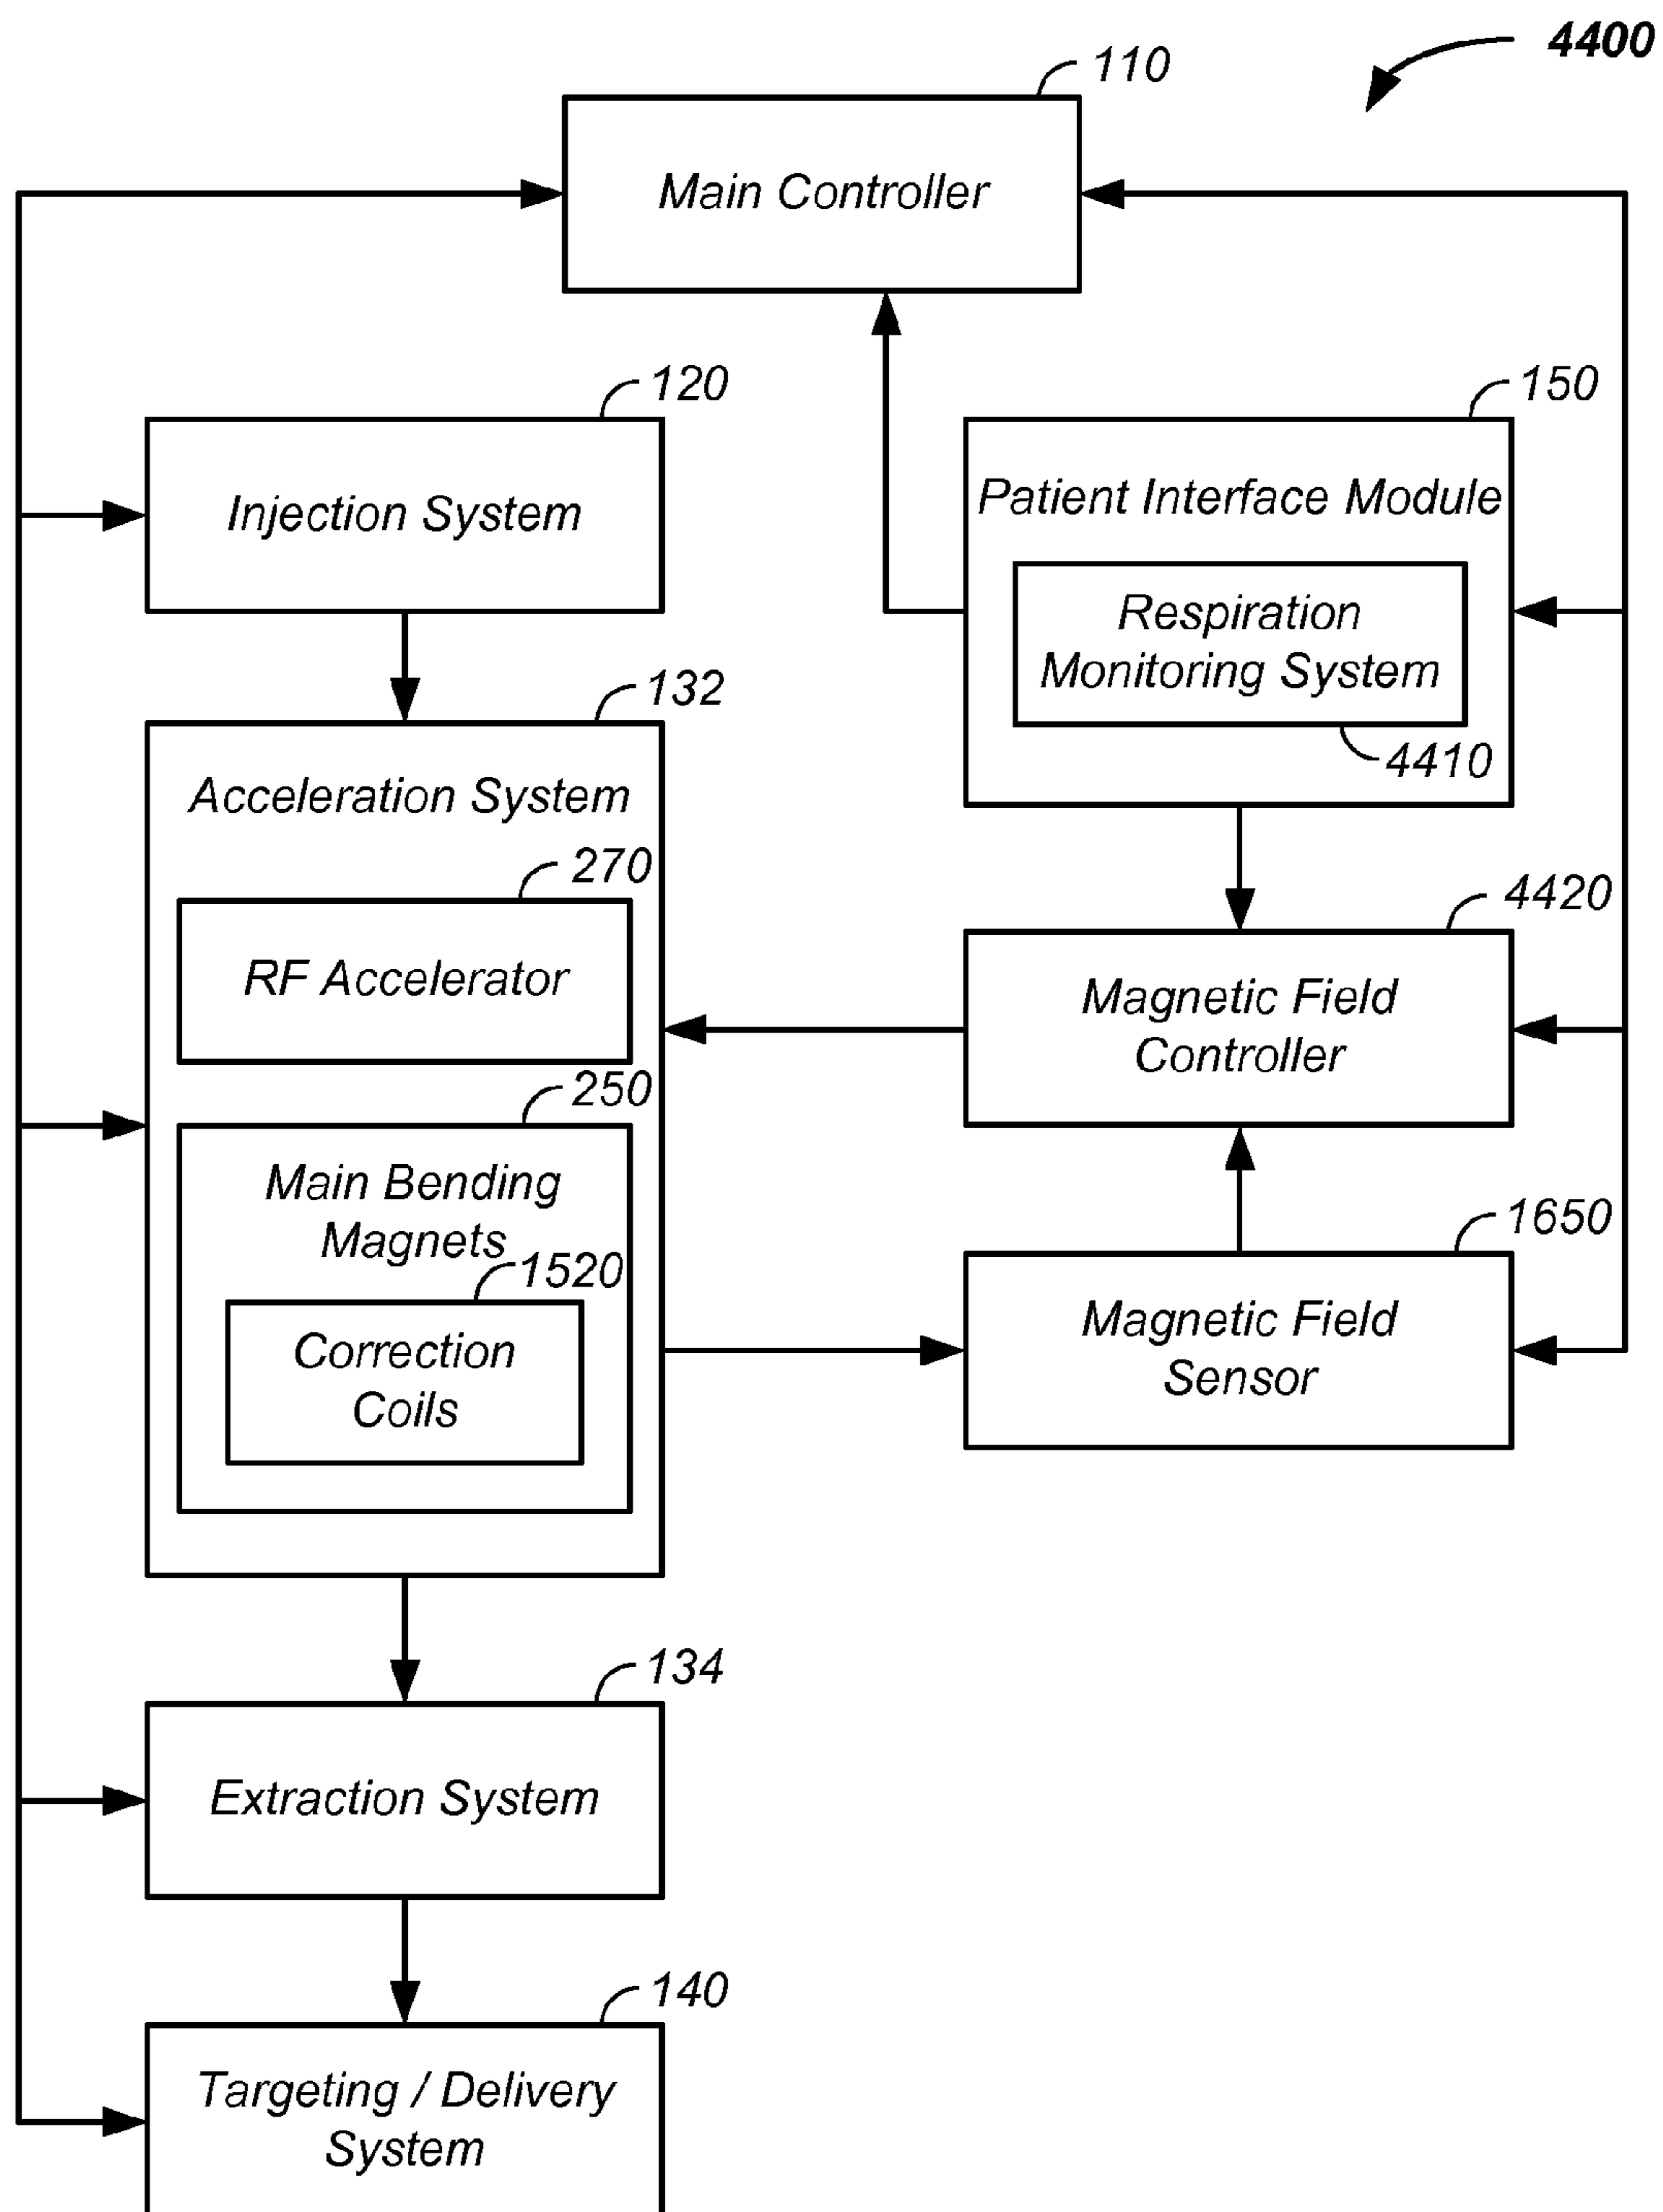 4400
110
Main Controller
120
Injection System
150
Patient Interface Module
Respiration
Monitoring System
4410
132
Acceleration System
270
RF Accelerator
250
Main Bending
Magnets
1520
Correction
Coils
4420
Magnetic Field
Controller
1650
Magnetic Field
Sensor
134
Extraction System
140
Targeting / Delivery
System